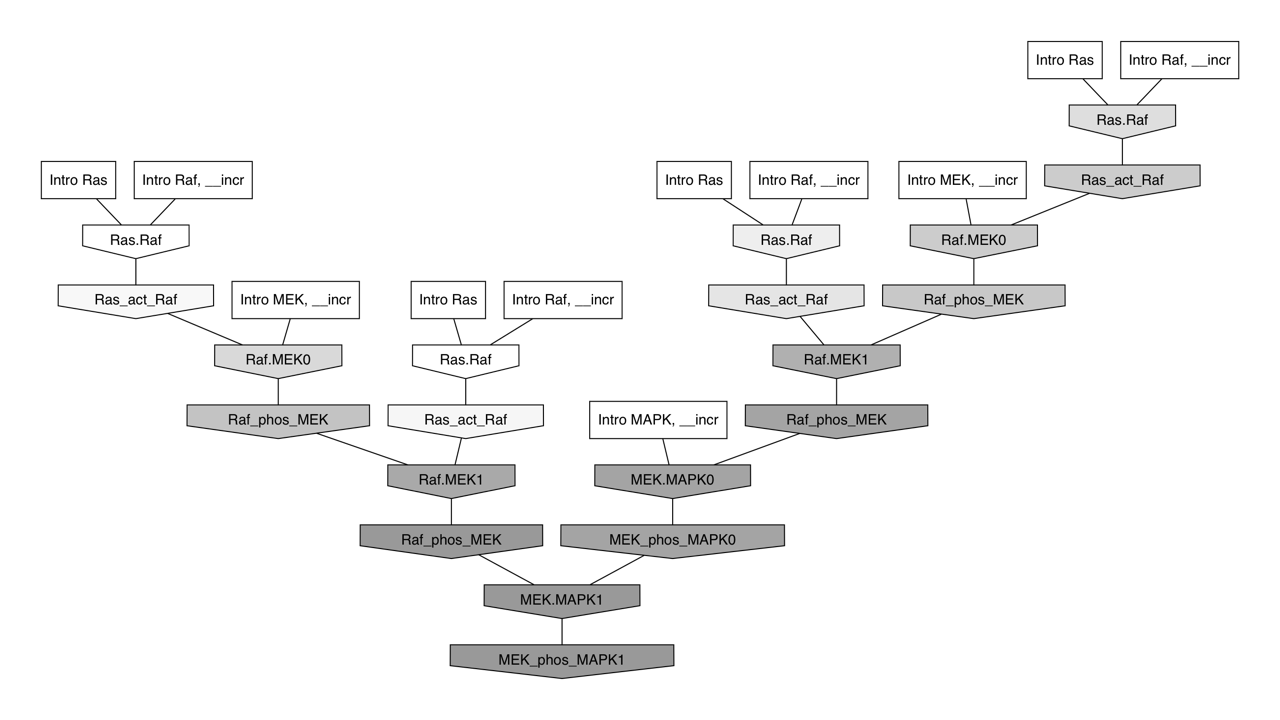 Intro Ras
Intro Raf, __incr
Ras.Raf
Intro Ras
Intro Raf, __incr
Intro Ras
Intro Raf, __incr
Intro MEK, __incr
Ras_act_Raf
Ras.Raf
Ras.Raf
Raf.MEK0
Ras_act_Raf
Intro MEK, __incr
Intro Ras
Intro Raf, __incr
Ras_act_Raf
Raf_phos_MEK
Raf.MEK0
Ras.Raf
Raf.MEK1
Raf_phos_MEK
Ras_act_Raf
Intro MAPK, __incr
Raf_phos_MEK
Raf.MEK1
MEK.MAPK0
Raf_phos_MEK
MEK_phos_MAPK0
MEK.MAPK1
MEK_phos_MAPK1